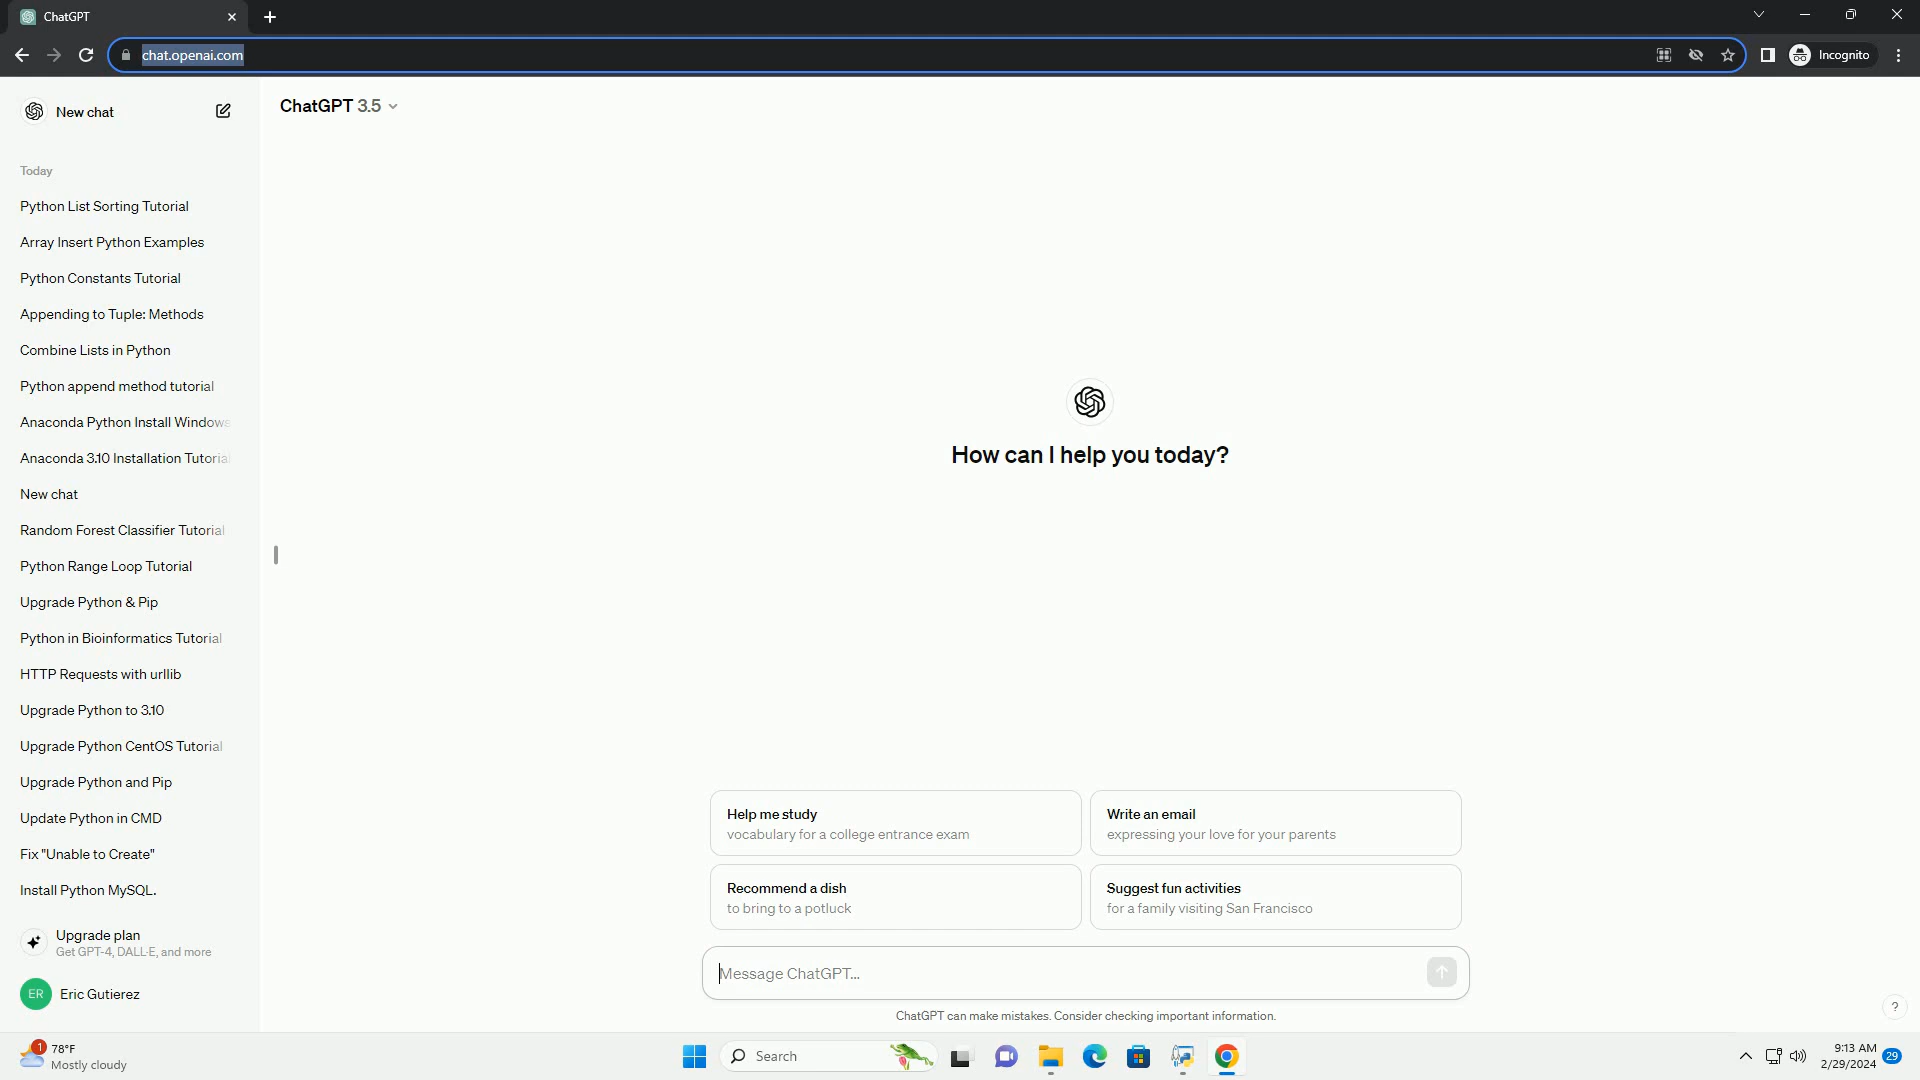 ChatGPT
chat.openai.com
Incognito
New chat
ChatGPT 3.5
Today
Python List Sorting Tutorial
Array Insert Python Examples
Python Constants Tutorial
Appending to Tuple: Methods
Combine Lists in Python
Python append method tutorial
Anaconda Python Install Windows
Anaconda 3.10 Installation Tutorial
New chat
Random Forest Classifier Tutorial
Python Range Loop Tutorial
Upgrade Python & Pip
Python in Bioinformatics Tutorial
HTTP Requests with urllib
Upgrade Python to 3.10
Upgrade Python CentOS Tutorial
Upgrade Python and Pip
Update Python in CMD
Fix "Unable to Create"
Install Python MySQL.
Upgrade plan
Get GPT-4, DALL·E, and more
ER
Eric Gutierez
How can I help you today?
Help me study
vocabulary for a college entrance exam
Write an email
expressing your love for your parents
Recommend a dish
to bring to a potluck
Suggest fun activities
for a family visiting San Francisco
Message ChatGPT...
ChatGPT can make mistakes. Consider checking important information.
?
1
78°F
Mostly cloudy
Search
9:13 AM
2/29/2024
29